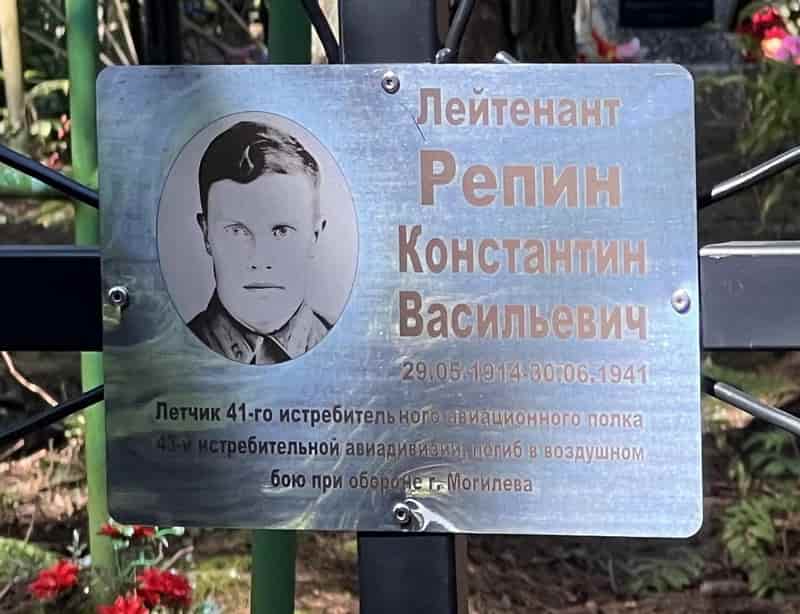 Лейтенант
Репин
Константин
Васильевич
29.05.1914-30.06.1941
Летчик 41-го истребительного авиационного полка
43-й истребительной авиадивизии, погиб в воздушном
бою при обороне г. Могилева